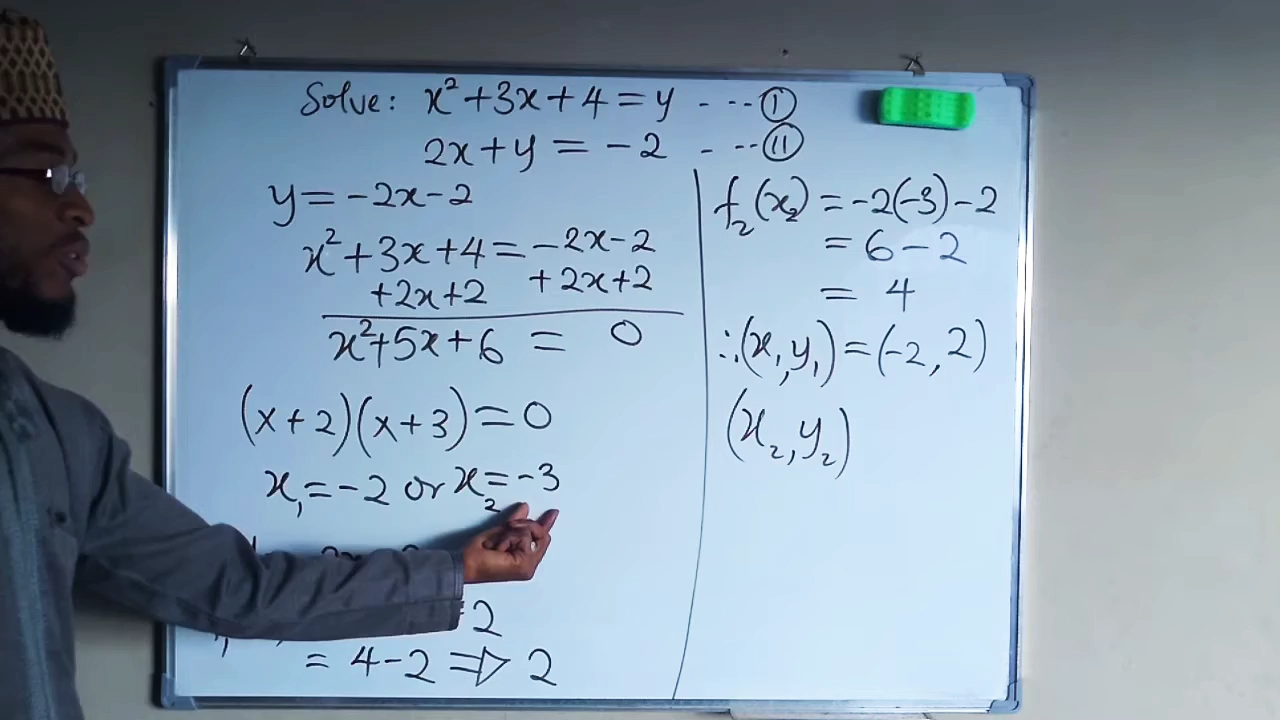 Solve: x²+3x+4=y - --- ①
2x+y = -2 - --- ⑪
y=-2x-2
x²+3x+4=-2x-2
+2x+2 +2x+2
x²+5x+6 = 0
(x+2)(x+3)=0
x₁=-2 or x₂=-3
2
= 4-2 ⇒ 2
f₂(x₂)=-2(-3)-2
= 6-2
= 4
∴(x₁,y₁)=(-2,2)
(x₂,y₂)